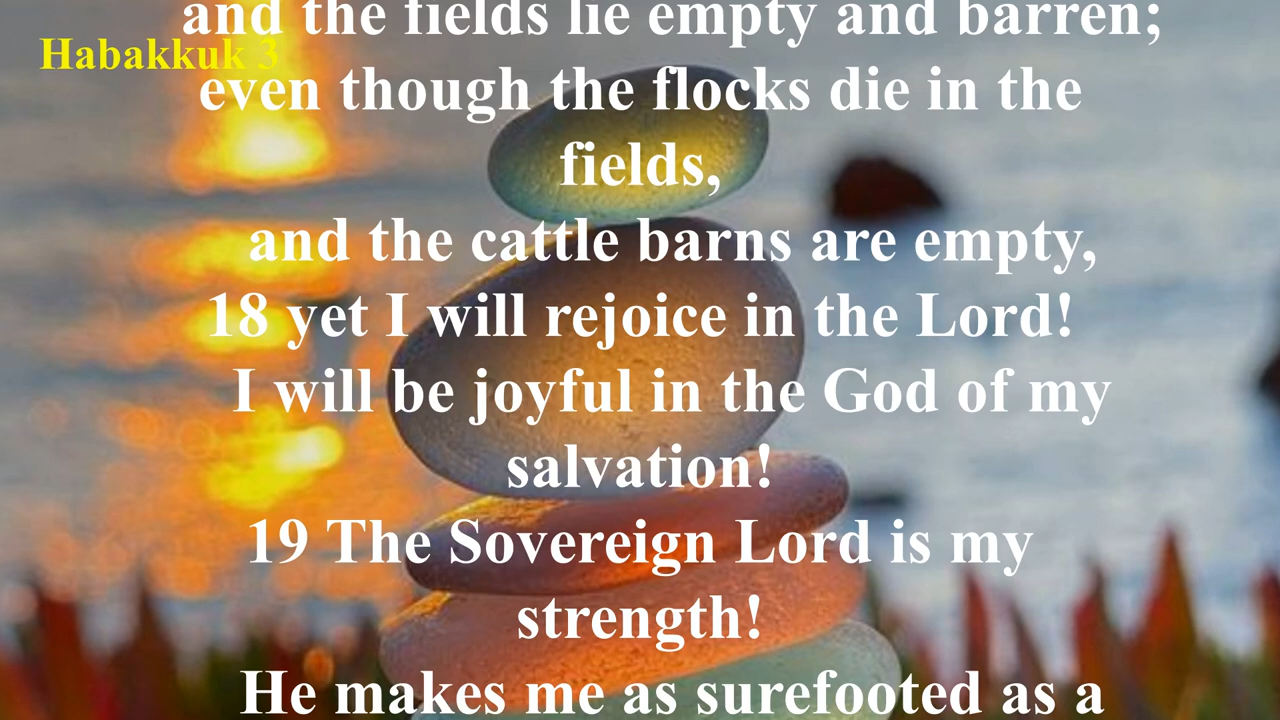 and the fields lie empty and barren;
Habakkuk 3
even though the flocks die in the
fields,
and the cattle barns are empty,
18 yet I will rejoice in the Lord!
I will be joyful in the God of my
salvation!
19 The Sovereign Lord is my
strength!
He makes me as surefooted as a